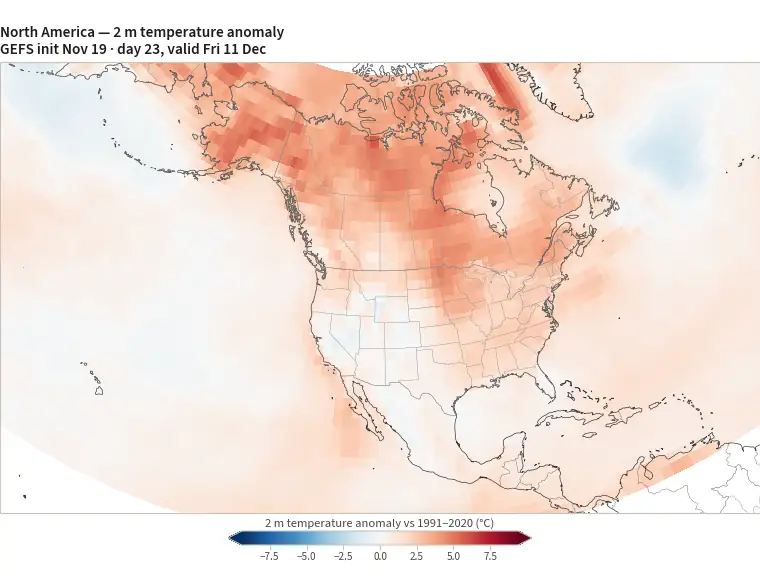 North America — 2 m temperature anomaly
GEFS init Nov 19 · day 23, valid Fri 11 Dec
2 m temperature anomaly vs 1991–2020 (°C)
−7.5 −5.0 −2.5 0.0 2.5 5.0 7.5